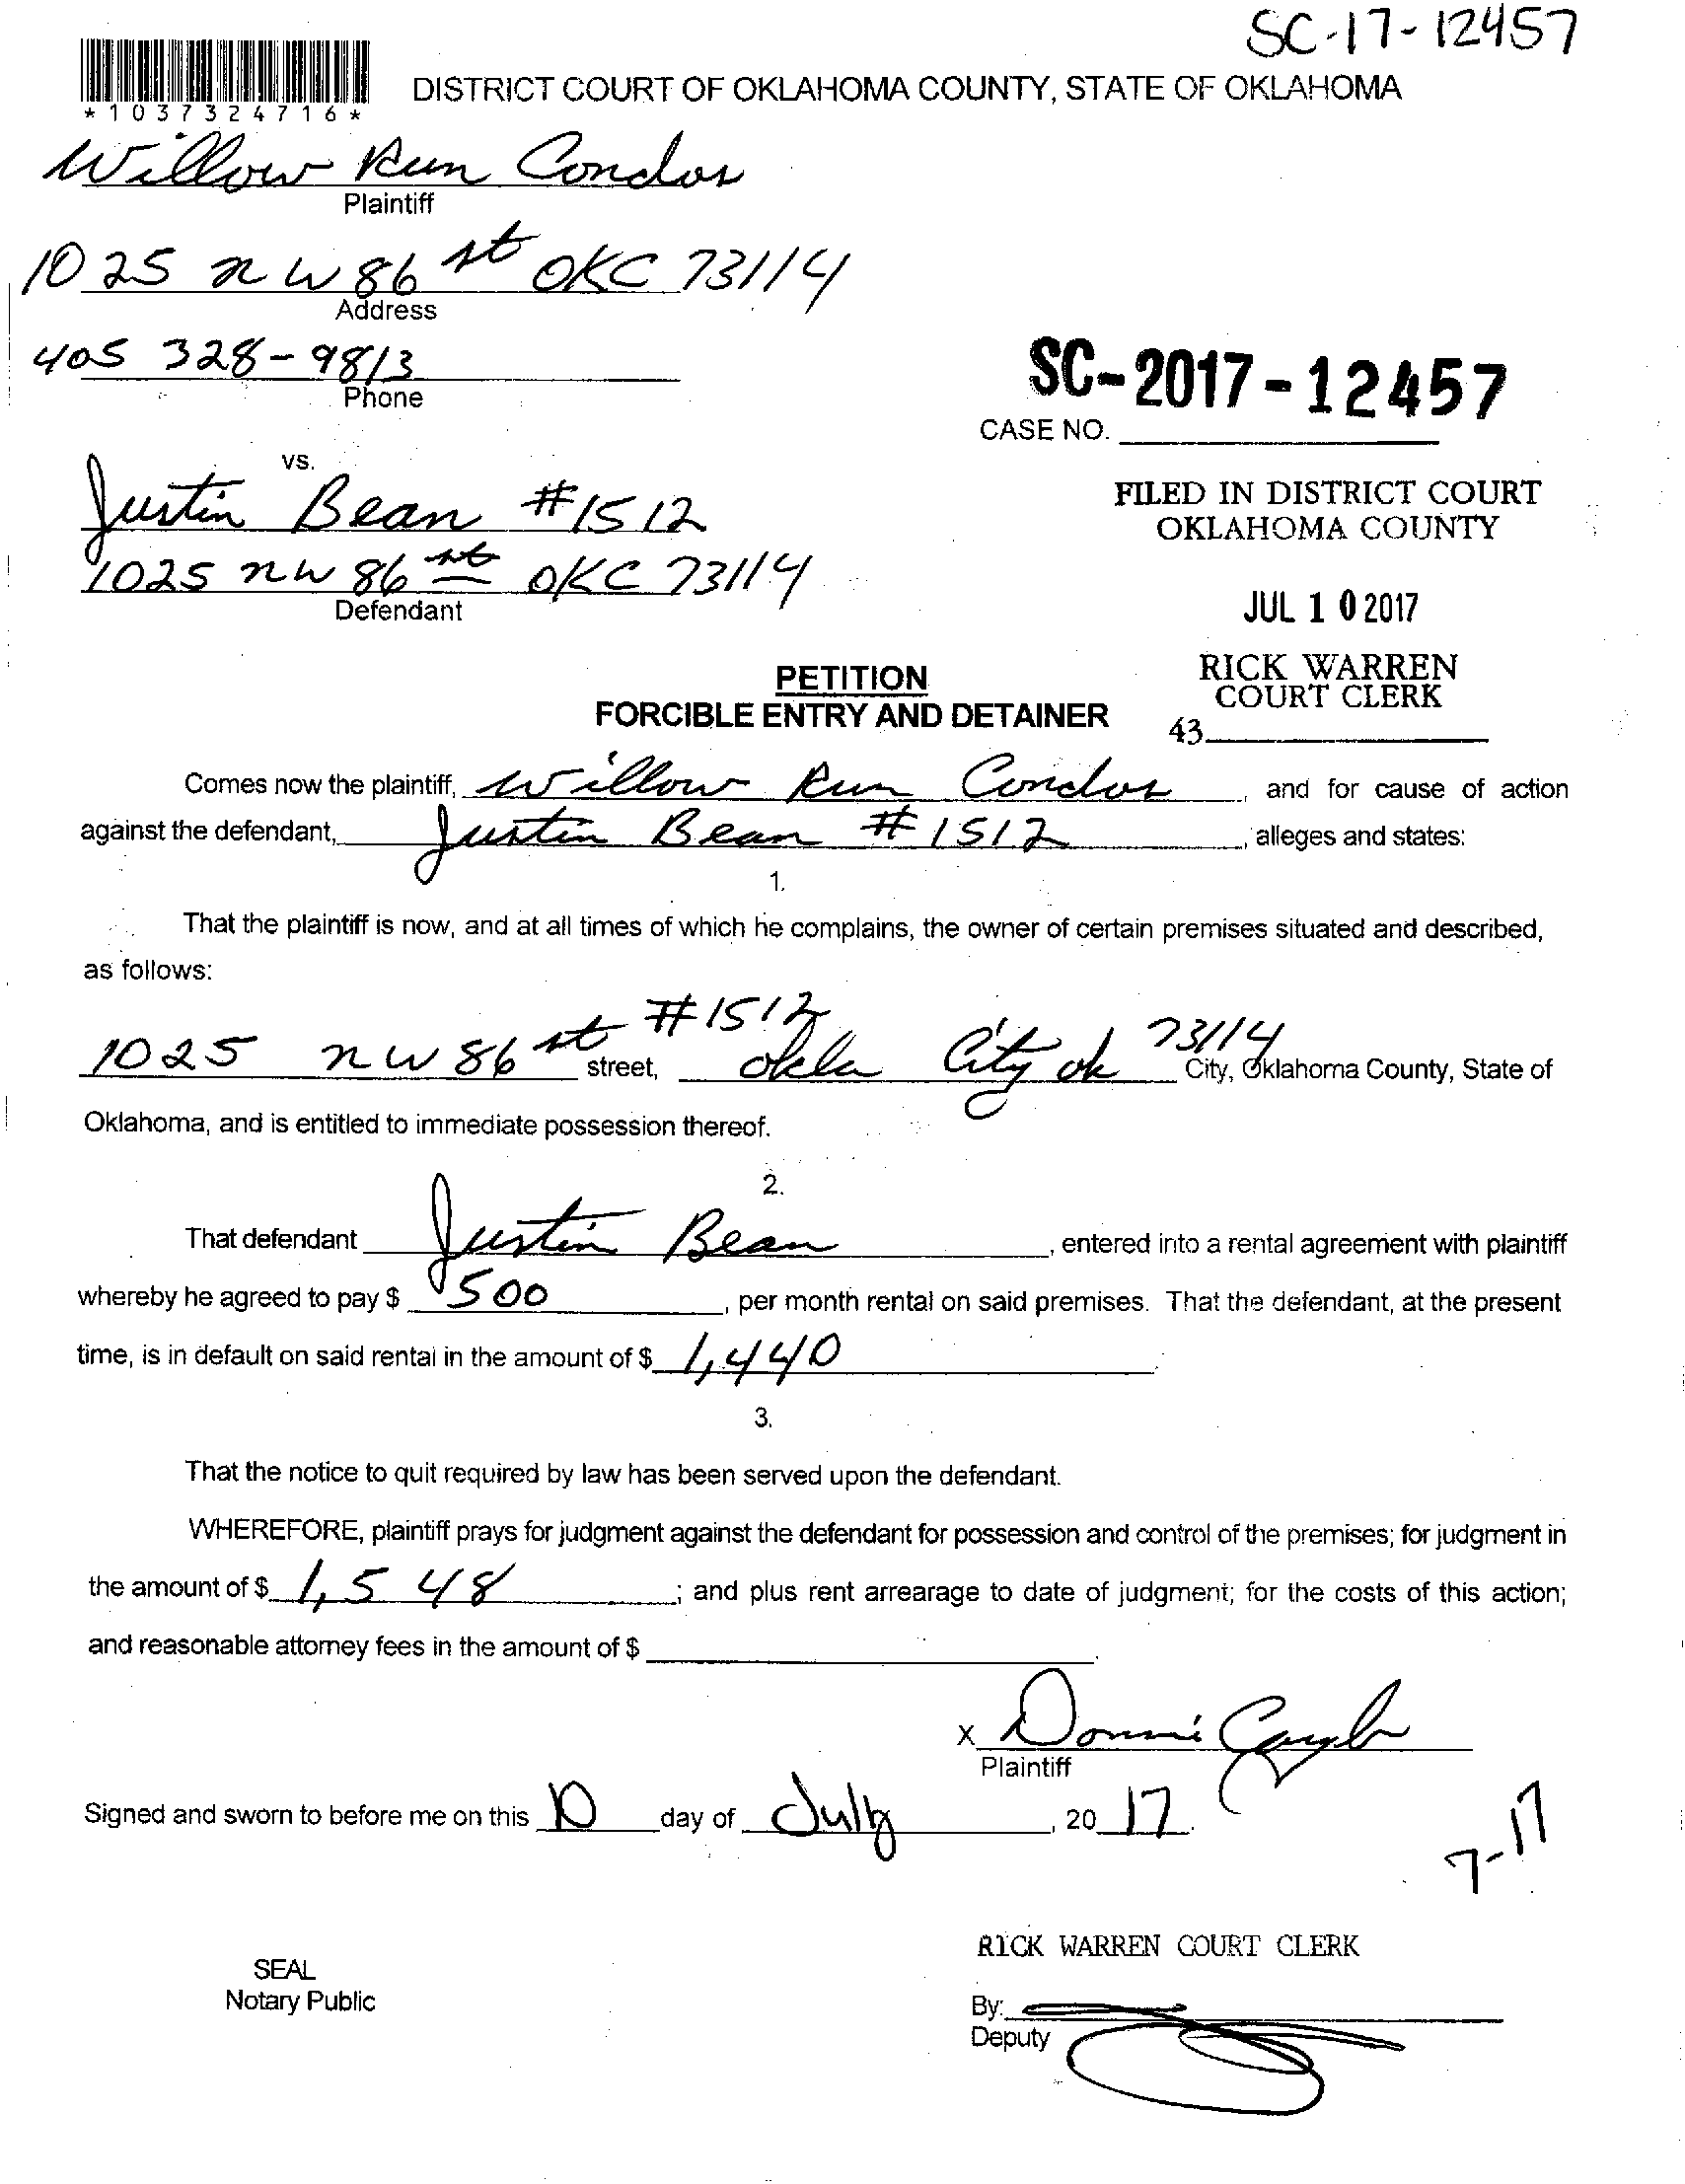 SC-17-12457
*1037324716*
DISTRICT COURT OF OKLAHOMA COUNTY, STATE OF OKLAHOMA
Willow Run Condos
Plaintiff
1025 n w 86 st OKC 73114
Address
405 328-9813
Phone
SC-2017-12457
CASE NO.
vs.
Justin Bean #1512
1025 nw 86 st OKC 73114
Defendant
FILED IN DISTRICT COURT
OKLAHOMA COUNTY
JUL 10 2017
RICK WARREN
COURT CLERK
43
PETITION
FORCIBLE ENTRY AND DETAINER
Comes now the plaintiff, Willow Run Condos, and for cause of action
against the defendant, Justin Bean #1512, alleges and states:
1.
That the plaintiff is now, and at all times of which he complains, the owner of certain premises situated and described,
as follows:
1025 n w 86 st #1512 street, okla City ok 73114 City, Oklahoma County, State of
Oklahoma, and is entitled to immediate possession thereof.
2.
That defendant Justin Bean, entered into a rental agreement with plaintiff
whereby he agreed to pay $ 500, per month rental on said premises. That the defendant, at the present
time, is in default on said rental in the amount of $ 1,440.
3.
That the notice to quit required by law has been served upon the defendant.
WHEREFORE, plaintiff prays for judgment against the defendant for possession and control of the premises; for judgment in
the amount of $ 1,548; and plus rent arrearage to date of judgment; for the costs of this action;
and reasonable attorney fees in the amount of $ .
X Donni
Plaintiff
Signed and sworn to before me on this 10 day of July, 20 17.
7-17
RICK WARREN COURT CLERK
SEAL
Notary Public
By:
Deputy